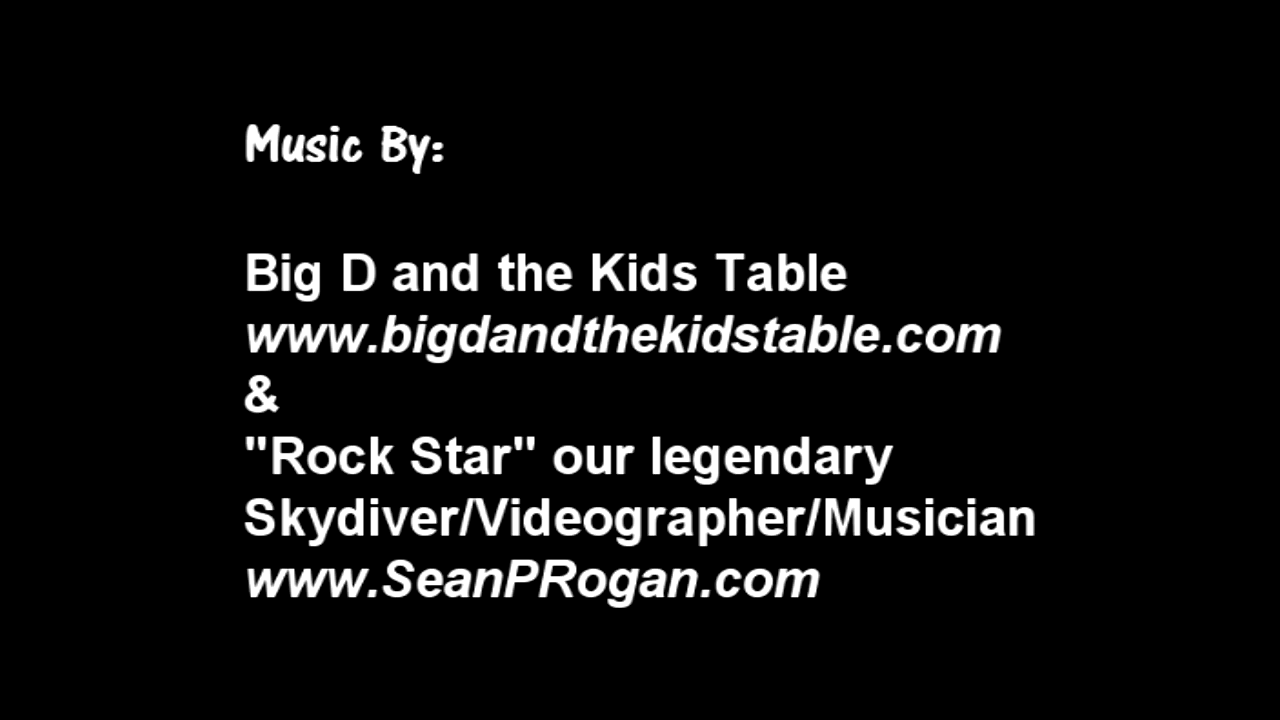 Music By:
Big D and the Kids Table
www.bigdandthekidstable.com
&
"Rock Star" our legendary
Skydiver/Videographer/Musician
www.SeanPRogan.com